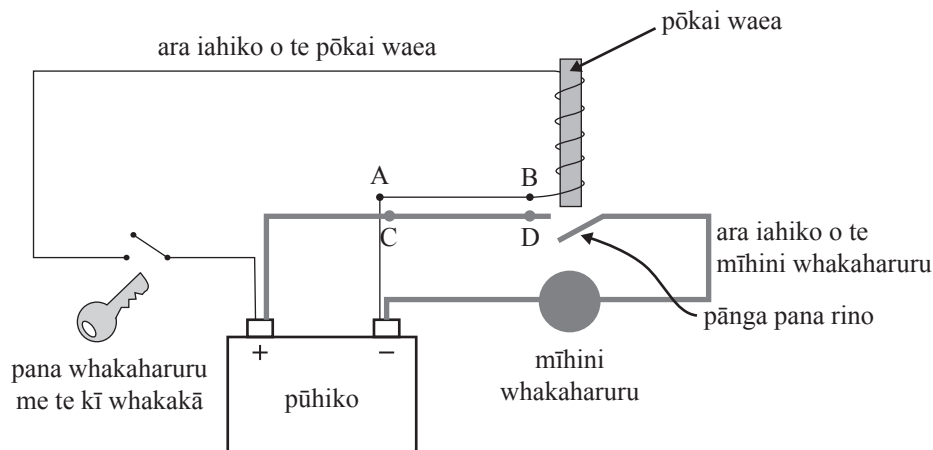 pōkai waea
ara iahiko o te pōkai waea
A
B
C
D
ara iahiko o te
mīhini whakaharuru
pānga pana rino
pana whakaharuru
me te kī whakakā
+
−
pūhiko
mīhini
whakaharuru